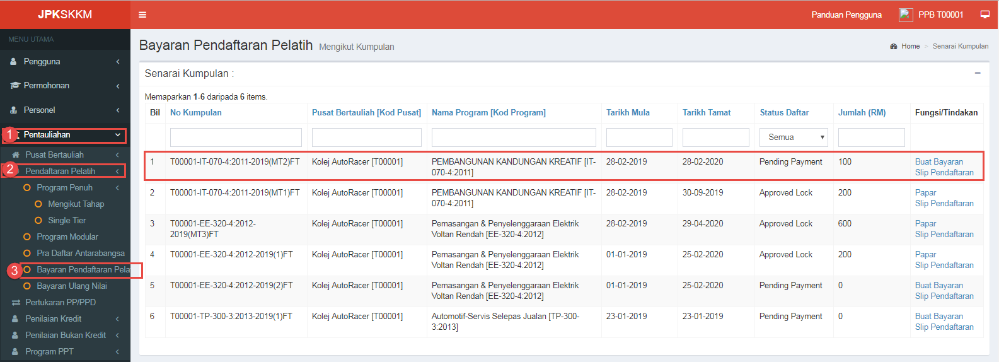 JPKSKKM
Panduan Pengguna
PPB T00001
MENU UTAMA
Pengguna
Permohonan
Personel
1 Pentauliahan
Pusat Bertauliah
2 Pendaftaran Pelatih
Program Penuh
Mengikut Tahap
Single Tier
Program Modular
Pra Daftar Antarabangsa
3 Bayaran Pendaftaran Pela
Bayaran Ulang Nilai
Pertukaran PP/PPD
Penilaian Kredit
Penilaian Bukan Kredit
Program PPT
Bayaran Pendaftaran Pelatih Mengikut Kumpulan
Home > Senarai Kumpulan
Senarai Kumpulan :
Memaparkan 1-6 daripada 6 items.
Bil No Kumpulan Pusat Bertauliah [Kod Pusat] Nama Program [Kod Program] Tarikh Mula Tarikh Tamat Status Daftar Jumlah (RM) Fungsi/Tindakan
Semua
1 T00001-IT-070-4:2011-2019(MT2)FT Kolej AutoRacer [T00001] PEMBANGUNAN KANDUNGAN KREATIF [IT- 28-02-2019 28-02-2020 Pending Payment 100 Buat Bayaran
070-4:2011] Slip Pendaftaran
2 T00001-IT-070-4:2011-2019(MT1)FT Kolej AutoRacer [T00001] PEMBANGUNAN KANDUNGAN KREATIF [IT- 28-02-2019 30-09-2019 Approved Lock 200 Papar
070-4:2011] Slip Pendaftaran
3 T00001-EE-320-4:2012- Kolej AutoRacer [T00001] Pemasangan & Penyelenggaraan Elektrik 28-02-2019 29-04-2020 Approved Lock 600 Papar
2019(MT3)FT Voltan Rendah [EE-320-4:2012] Slip Pendaftaran
4 T00001-EE-320-4:2012-2019(1)FT Kolej AutoRacer [T00001] Pemasangan & Penyelenggaraan Elektrik 01-01-2019 25-02-2020 Approved Lock 200 Papar
Voltan Rendah [EE-320-4:2012] Slip Pendaftaran
5 T00001-EE-320-4:2012-2019(2)FT Kolej AutoRacer [T00001] Pemasangan & Penyelenggaraan Elektrik 01-01-2019 25-02-2020 Pending Payment 0 Buat Bayaran
Voltan Rendah [EE-320-4:2012] Slip Pendaftaran
6 T00001-TP-300-3:2013-2019(1)FT Kolej AutoRacer [T00001] Automotif-Servis Selepas Jualan [TP-300- 23-01-2019 23-01-2019 Pending Payment 0 Buat Bayaran
3:2013] Slip Pendaftaran